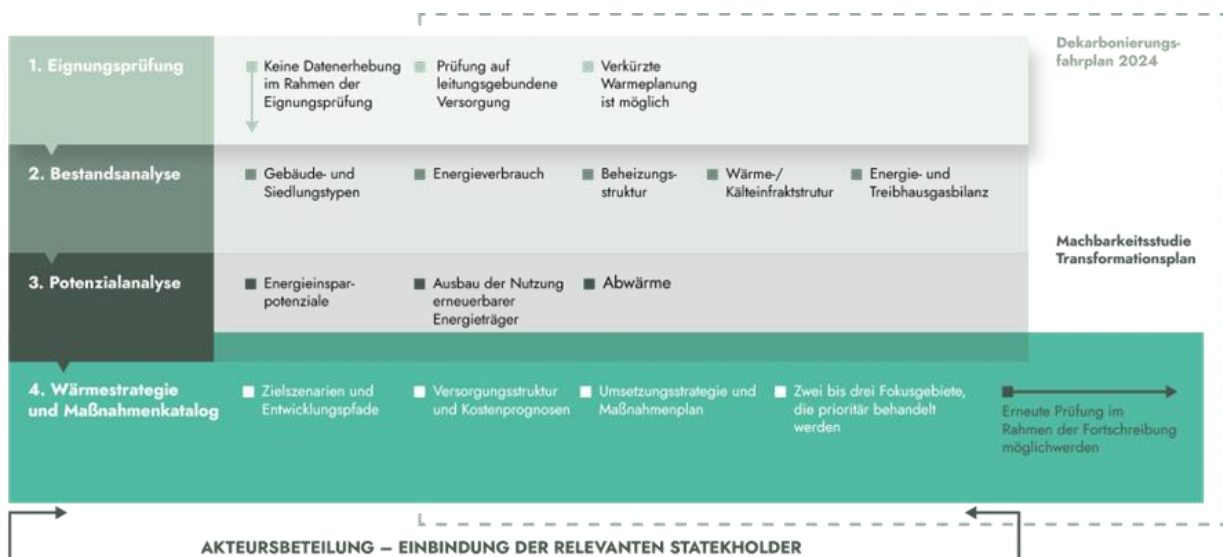 Dekarbonierungs-
fahrplan 2024
1. Eignungsprüfung
Keine Datenerhebung
im Rahmen der
Eignungsprüfung
Prüfung auf
leitungsgebundene
Versorgung
Verkürzte
Warmeplanung
ist möglich
2. Bestandsanalyse
Gebäude- und
Siedlungstypen
Energieverbrauch
Beheizungs-
struktur
Wärme-/
Kälteinfraktstrutur
Energie- und
Treibhausgasbilanz
Machbarkeitsstudie
Transformationsplan
3. Potenzialanalyse
Energieinspar-
potenziale
Ausbau der Nutzung
erneuerbarer
Energieträger
Abwärme
4. Wärmestrategie
und Maßnahmenkatalog
Zielszenarien und
Entwicklungspfade
Versorgungsstruktur
und Kostenprognosen
Umsetzungsstrategie und
Maßnahmenplan
Zwei bis drei Fokusgebiete,
die prioritär behandelt
werden
Erneute Prüfung im
Rahmen der Fortschreibung
möglichwerden
AKTEURSBETEILUNG – EINBINDUNG DER RELEVANTEN STATEKHOLDER